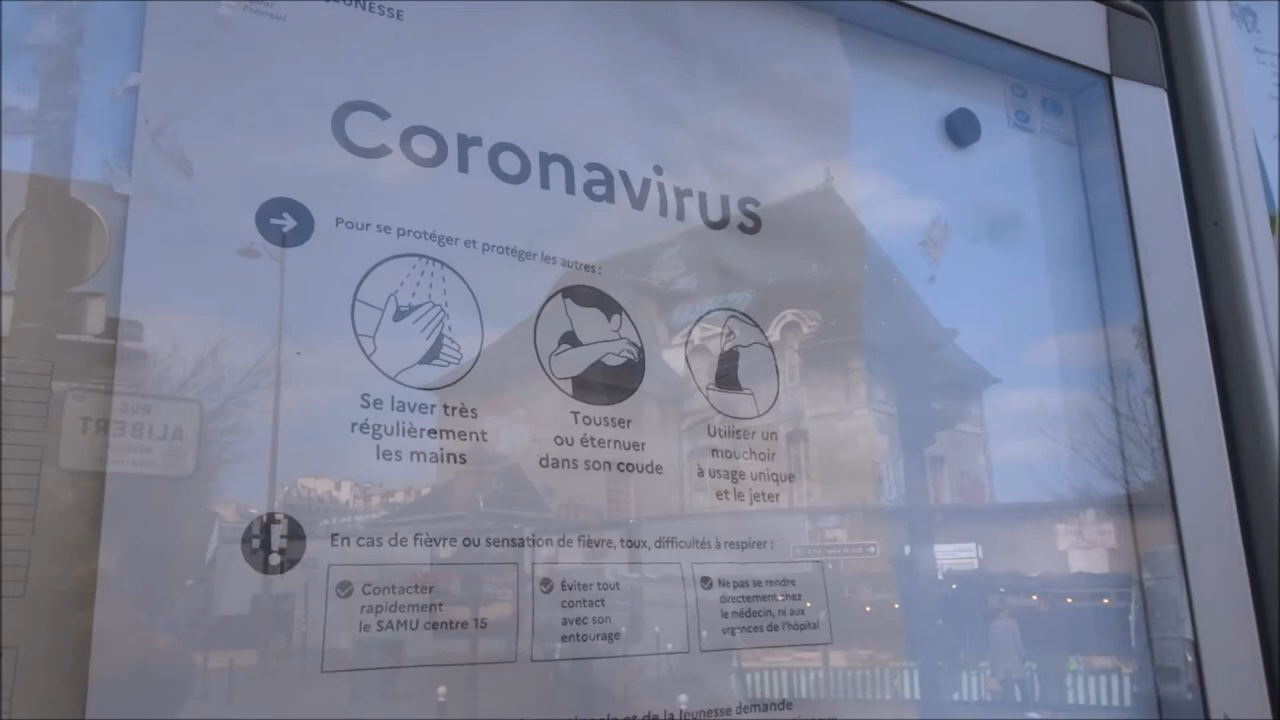 JEUNESSE
Fraternité
Coronavirus
Pour se protéger et protéger les autres :
Se laver très
régulièrement
les mains
Tousser
ou éternuer
dans son coude
Utiliser un
mouchoir
à usage unique
et le jeter
RUE
ALIBERT
En cas de fièvre ou sensation de fièvre, toux, difficultés à respirer :
Contacter
rapidement
le SAMU centre 15
Éviter tout
contact
avec son
entourage
Ne pas se rendre
directement chez
le médecin, ni aux
urgences de l'hôpital
et de la Jeunesse demande